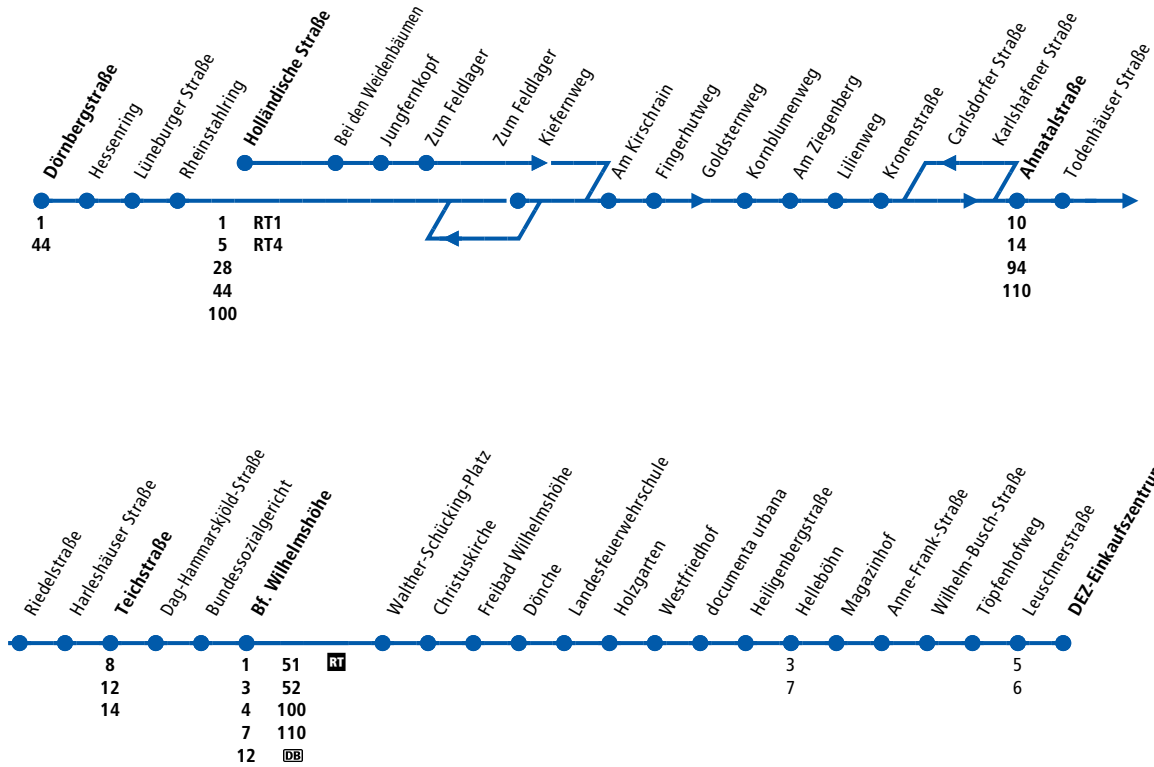 Dörnbergstraße
Hessenring
Lüneburger Straße
Rheinstahlring
Holländische Straße
Bei den Weidenbäumen
Jungfernkopf
Zum Feldlager
Zum Feldlager
Kiefernweg
Am Kirschrain
Fingerhutweg
Goldsternweg
Kornblumenweg
Am Ziegenberg
Lilienweg
Kronenstraße
Carlsdorfer Straße
Karlshafener Straße
Ahnatalstraße
Todenhäuser Straße
1 1 RT1 10
44 5 RT4 14
28 94
44 110
100
Riedelstraße
Harleshäuser Straße
Teichstraße
Dag-Hammarskjöld-Straße
Bundessozialgericht
Bf. Wilhelmshöhe
Walther-Schücking-Platz
Christuskirche
Freibad Wilhelmshöhe
Dönche
Landesfeuerwehrschule
Holzgarten
Westfriedhof
documenta urbana
Heiligenbergstraße
Helleböhn
Magazinhof
Anne-Frank-Straße
Wilhelm-Busch-Straße
Töpfenhofweg
Leuschnerstraße
DEZ-Einkaufszentrum
8 1 51 RT 3 5
12 3 52 7 6
14 4 100
7 110
12 DB